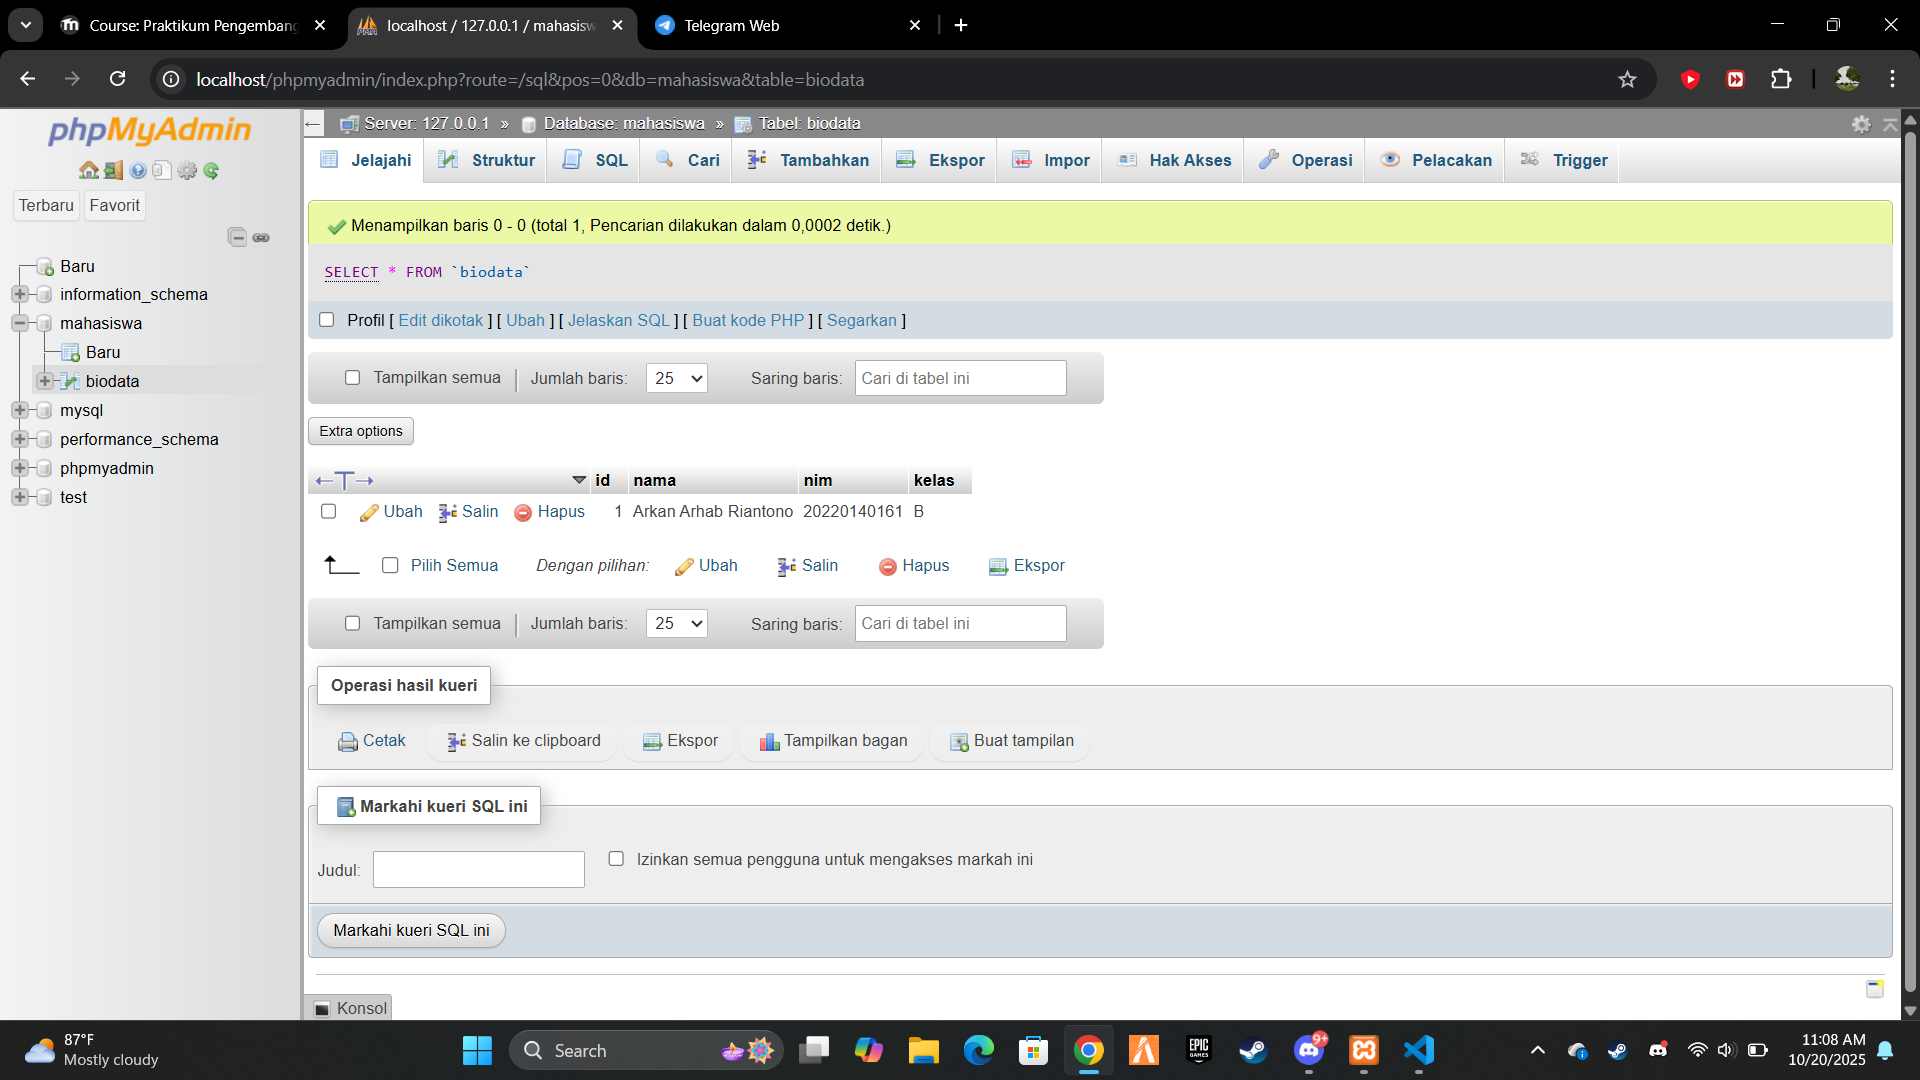 Course: Praktikum Pengembang
localhost / 127.0.0.1 / mahasisw
Telegram Web
localhost/phpmyadmin/index.php?route=/sql&pos=0&db=mahasiswa&table=biodata
phpMyAdmin
Server: 127.0.0.1 » Database: mahasiswa » Tabel: biodata
Jelajahi Struktur SQL Cari Tambahkan Ekspor Impor Hak Akses Operasi Pelacakan Trigger
Terbaru Favorit
Baru
information_schema
mahasiswa
Baru
biodata
mysql
performance_schema
phpmyadmin
test
Menampilkan baris 0 - 0 (total 1, Pencarian dilakukan dalam 0,0002 detik.)
SELECT * FROM `biodata`
Profil [ Edit dikotak ] [ Ubah ] [ Jelaskan SQL ] [ Buat kode PHP ] [ Segarkan ]
Tampilkan semua Jumlah baris: 25 Saring baris: Cari di tabel ini
Extra options
id nama nim kelas
Ubah Salin Hapus 1 Arkan Arhab Riantono 20220140161 B
Pilih Semua Dengan pilihan: Ubah Salin Hapus Ekspor
Tampilkan semua Jumlah baris: 25 Saring baris: Cari di tabel ini
Operasi hasil kueri
Cetak Salin ke clipboard Ekspor Tampilkan bagan Buat tampilan
Markahi kueri SQL ini
Judul: Izinkan semua pengguna untuk mengakses markah ini
Markahi kueri SQL ini
Konsol
87°F
Mostly cloudy
Search
EPIC
GAMES
9+
11:08 AM
10/20/2025